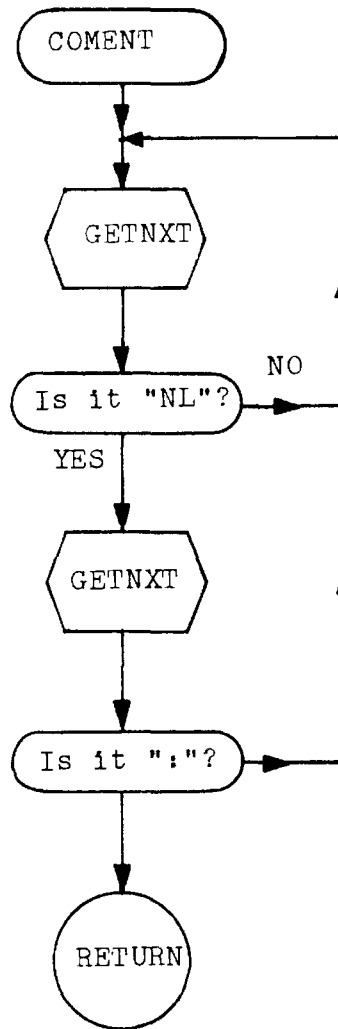 COMENT
GETNXT
Is it "NL"?
NO
YES
GETNXT
Is it ":"?
RETURN